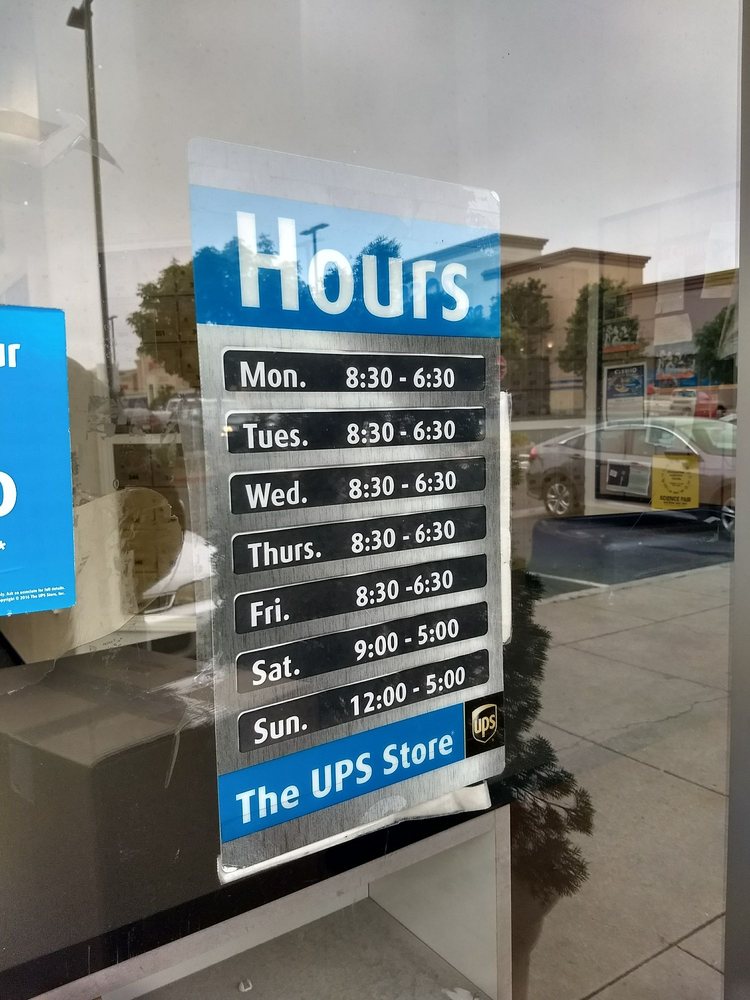 Hours
Mon. 8:30 - 6:30
Tues. 8:30 - 6:30
Wed. 8:30 - 6:30
Thurs. 8:30 - 6:30
Fri. 8:30 -6:30
Sat. 9:00 - 5:00
Sun. 12:00 - 5:00
The UPS Store
ups
SCIENCE FAIR